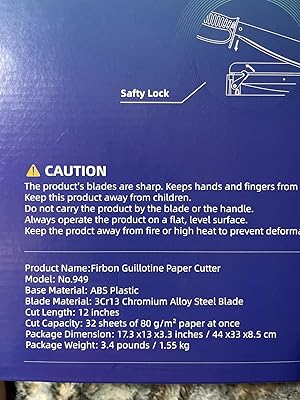 Safty Lock
⚠ CAUTION
The product's blades are sharp. Keeps hands and fingers from
Keep this product away from children.
Do not carry the product by the blade or the handle.
Always operate the product on a flat, level surface.
Keep the prodct away from fire or high heat to prevent deforma
Product Name:Firbon Guillotine Paper Cutter
Model: No.949
Base Material: ABS Plastic
Blade Material: 3Cr13 Chromium Alloy Steel Blade
Cut Length: 12 inches
Cut Capacity: 32 sheets of 80 g/m² paper at once
Package Dimension: 17.3 x13 x3.3 inches / 44 x33 x8.5 cm
Package Weight: 3.4 pounds / 1.55 kg